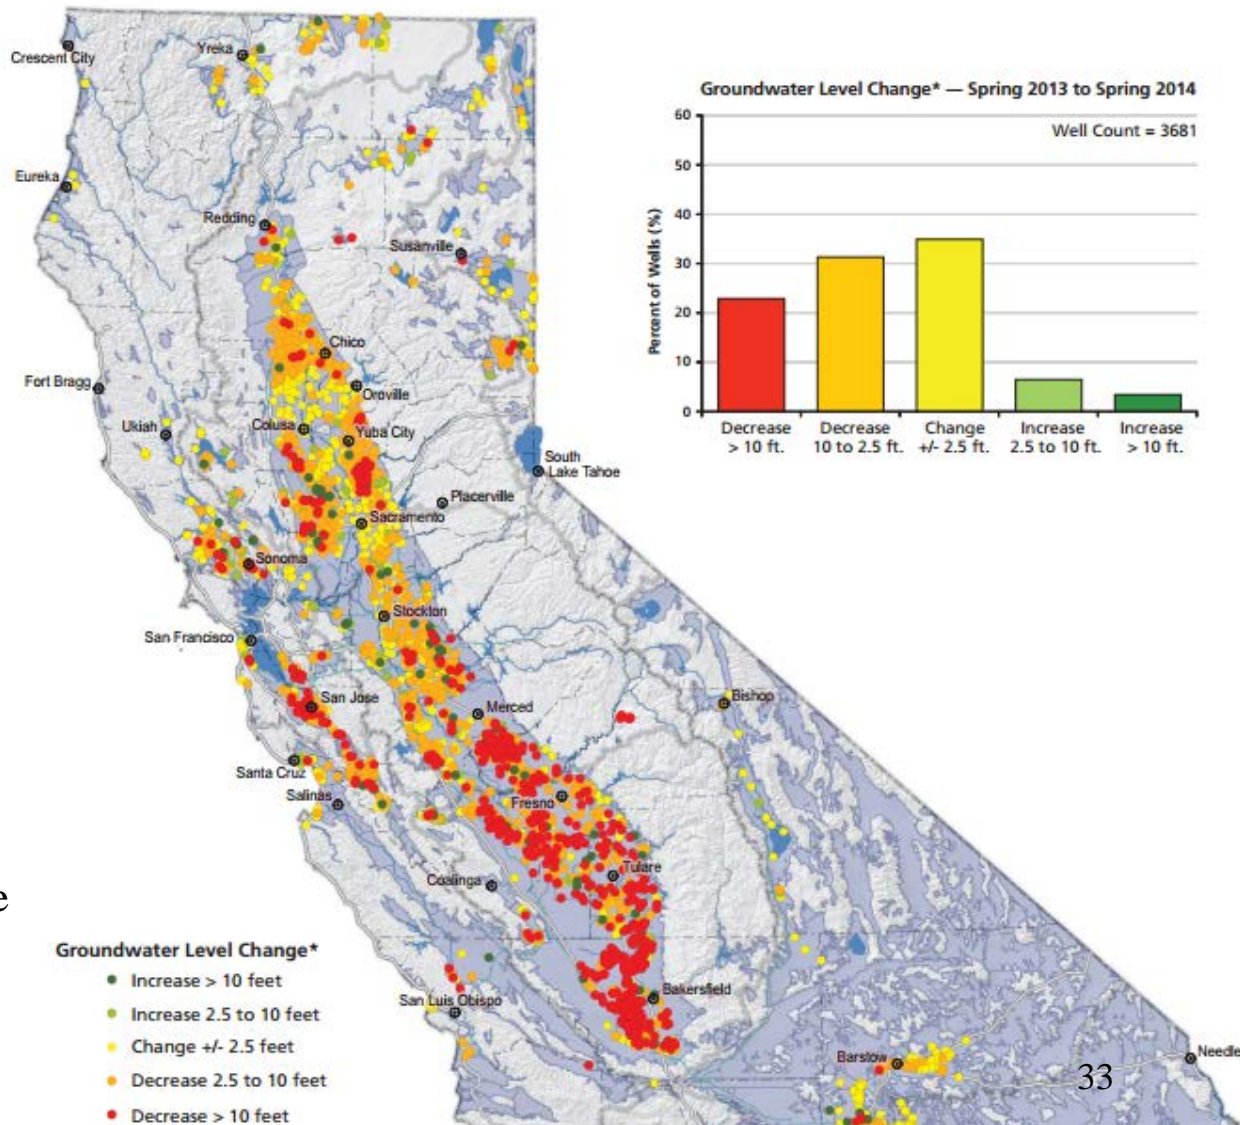 Crescent City
Yreka
Groundwater Level Change* — Spring 2013 to Spring 2014
60
Well Count = 3681
50
40
30
20
10
0
Percent of Wells (%)
Decrease
> 10 ft.
Decrease
10 to 2.5 ft.
Change
+/- 2.5 ft.
Increase
2.5 to 10 ft.
Increase
> 10 ft.
Eureka
Redding
Susanville
Chico
Fort Bragg
Oroville
Ukiah
Colusa
Yuba City
South
Lake Tahoe
Placerville
Sacramento
Sonoma
Stockton
San Francisco
San Jose
Merced
Bishop
Santa Cruz
Salinas
Fresno
Tulare
Coalinga
e
Groundwater Level Change*
Increase > 10 feet
Increase 2.5 to 10 feet
Change +/- 2.5 feet
Decrease 2.5 to 10 feet
Decrease > 10 feet
San Luis Obispo
Bakersfield
Barstow
Needle
33